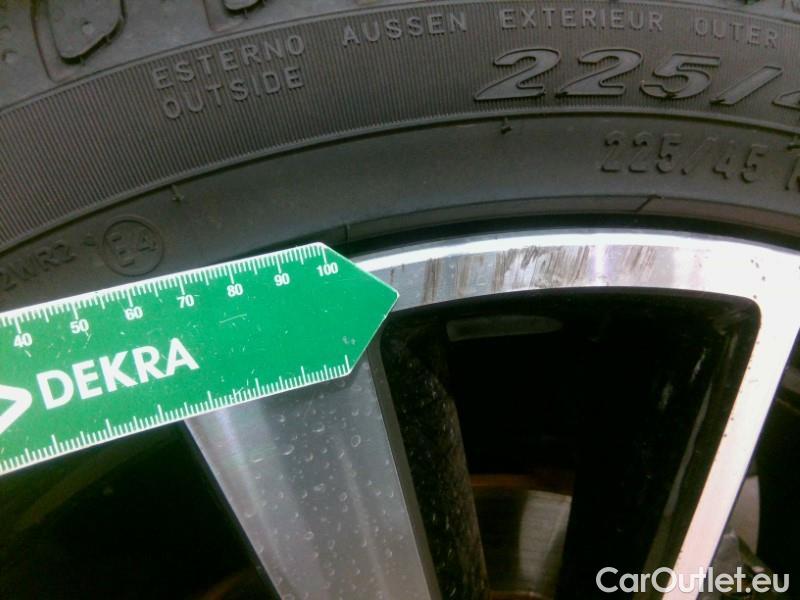 ESTERNO AUSSEN EXTERIEUR OUTER
OUTSIDE
225/
225/45
2WR2
E4
40 50 60 70 80 90 100
DEKRA
CarOutlet.eu